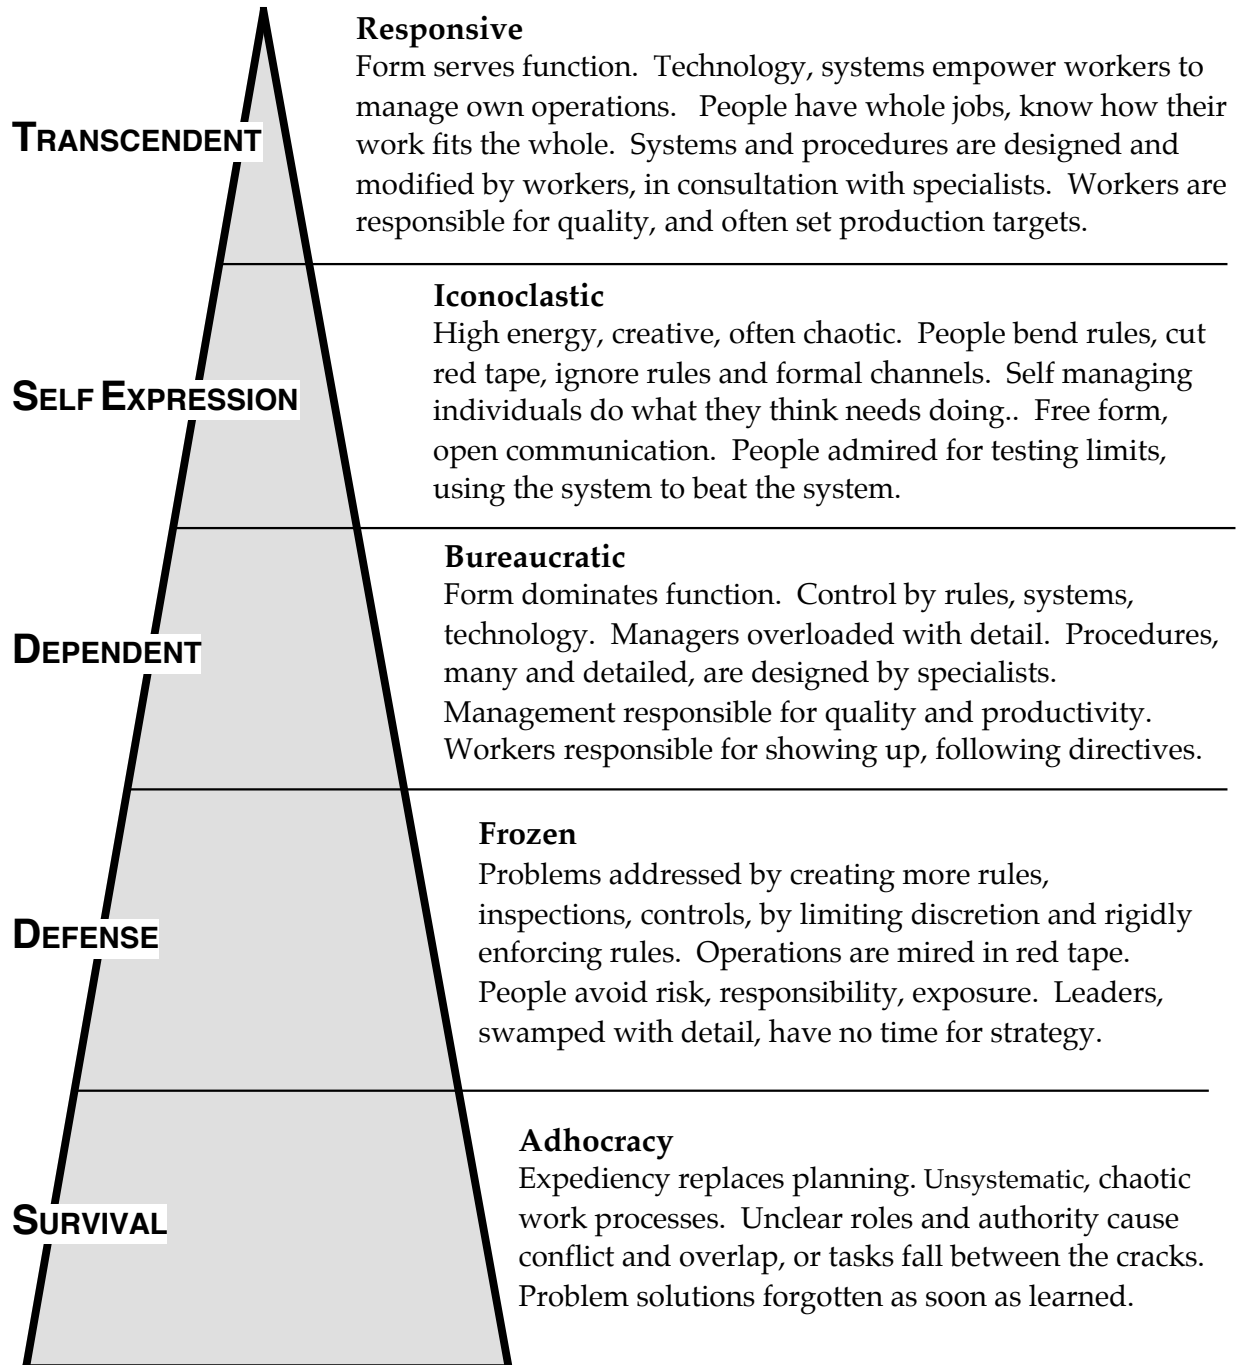 Responsive
Form serves function.  Technology, systems empower workers to
manage own operations.   People have whole jobs, know how their
TRANSCENDENT
work fits the whole.  Systems and procedures are designed and
modified by workers, in consultation with specialists.  Workers are
responsible for quality, and often set production targets.
Iconoclastic
High energy, creative, often chaotic.  People bend rules, cut
red tape, ignore rules and formal channels.  Self managing
SELF EXPRESSION
individuals do what they think needs doing..  Free form,
open communication.  People admired for testing limits,
using the system to beat the system.
Bureaucratic
Form dominates function.  Control by rules, systems,
technology.  Managers overloaded with detail.  Procedures,
DEPENDENT
many and detailed, are designed by specialists.
Management responsible for quality and productivity.
Workers responsible for showing up, following directives.
Frozen
Problems addressed by creating more rules,
inspections, controls, by limiting discretion and rigidly
DEFENSE
enforcing rules.  Operations are mired in red tape.
People avoid risk, responsibility, exposure.  Leaders,
swamped with detail, have no time for strategy.
Adhocracy
Expediency replaces planning. Unsystematic, chaotic
SURVIVAL
work processes.  Unclear roles and authority cause
conflict and overlap, or tasks fall between the cracks.
Problem solutions forgotten as soon as learned.